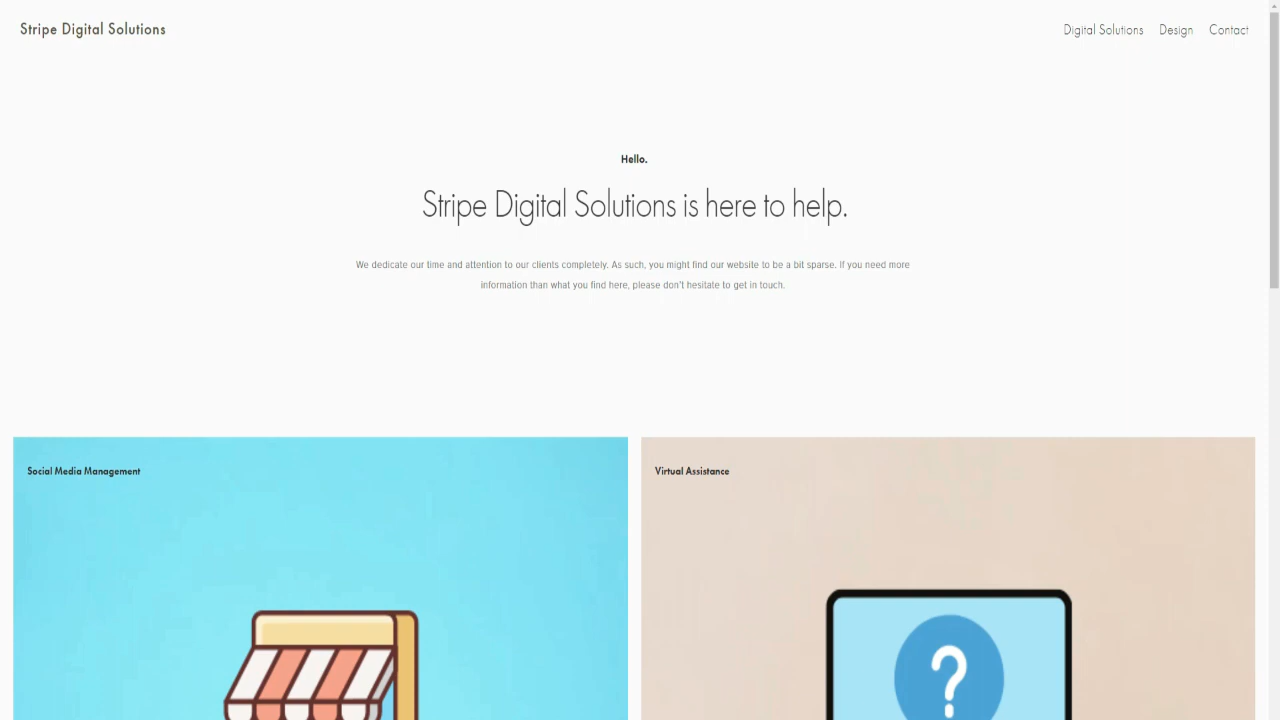 Stripe Digital Solutions
Digital Solutions Design Contact
Hello.
Stripe Digital Solutions is here to help.
We dedicate our time and attention to our clients completely. As such, you might find our website to be a bit sparse. If you need more
information than what you find here, please don't hesitate to get in touch.
Social Media Management
Virtual Assistance
?